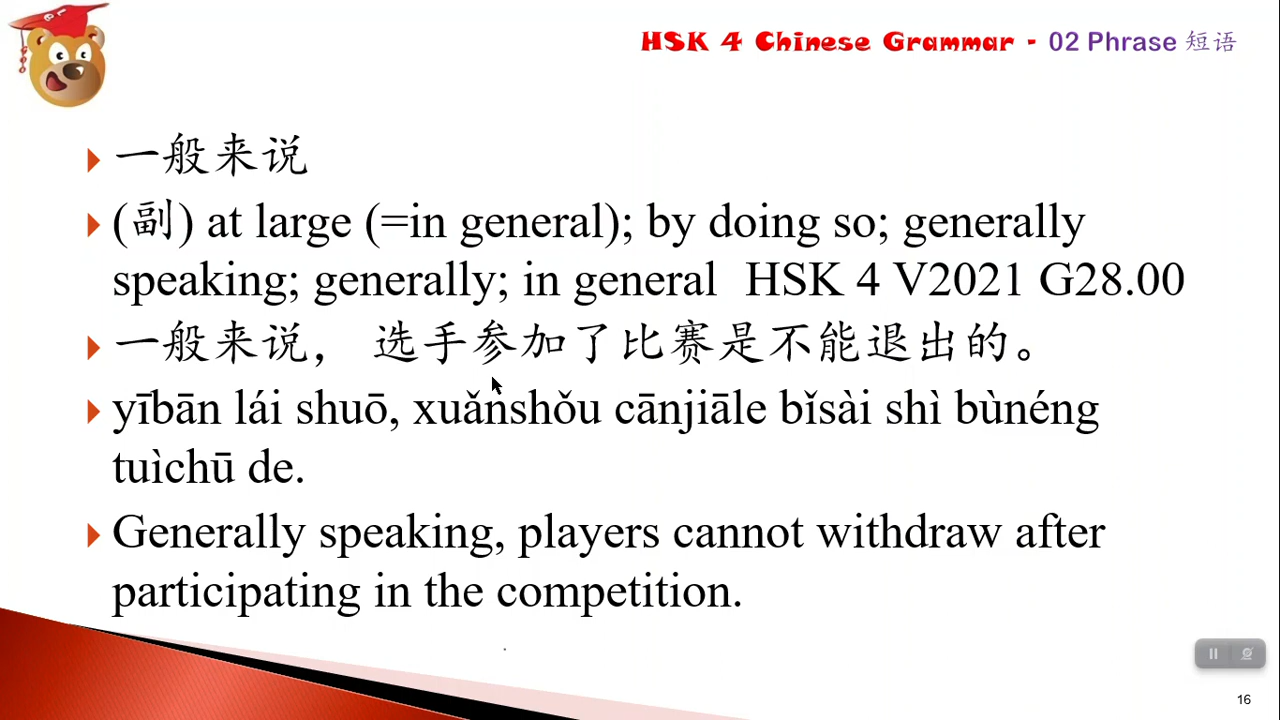 HSK 4 Chinese Grammar - 02 Phrase 短语
一般来说
(副) at large (=in general); by doing so; generally
speaking; generally; in general HSK 4 V2021 G28.00
一般来说， 选手参加了比赛是不能退出的。
yībān lái shuō, xuǎnshǒu cānjiāle bǐsài shì bùnéng
tuìchū de.
Generally speaking, players cannot withdraw after
participating in the competition.
16